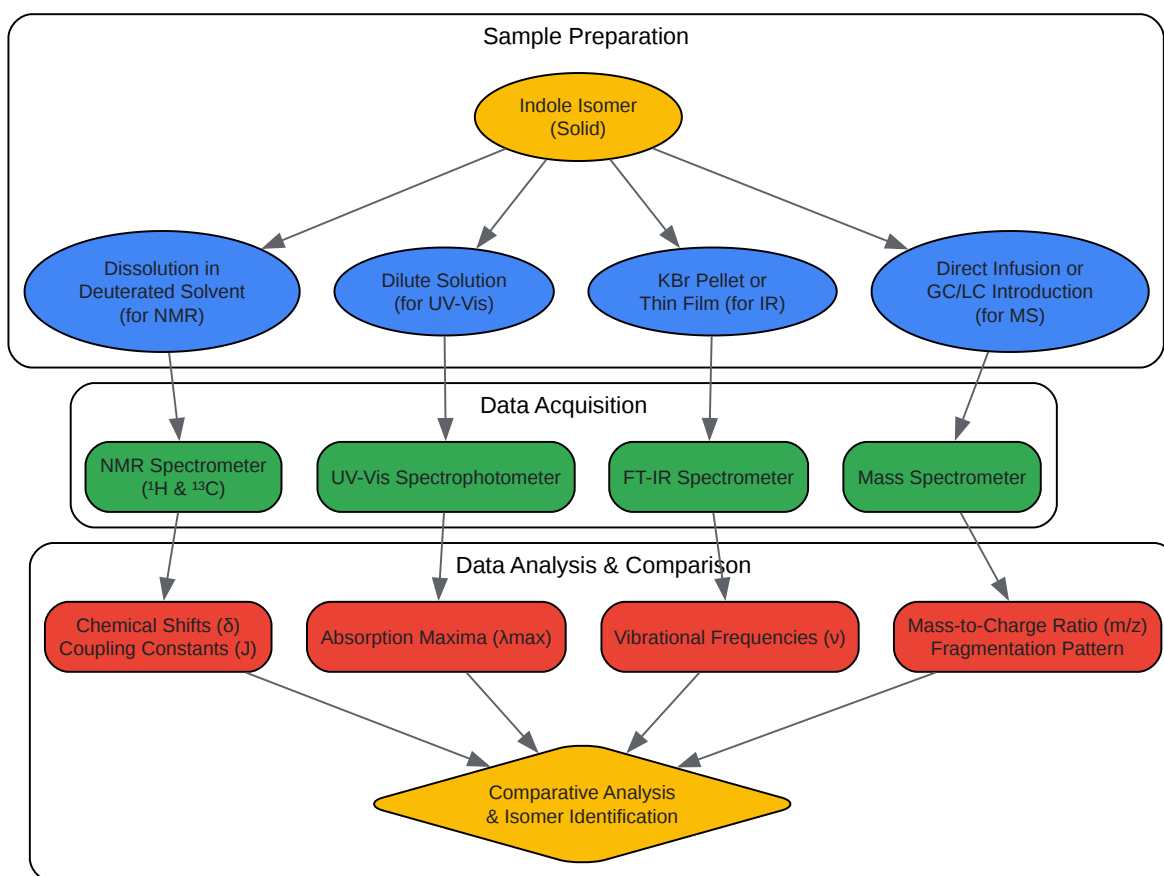 Sample Preparation
Indole Isomer
(Solid)
Dissolution in
Deuterated Solvent
(for NMR)
Dilute Solution
(for UV-Vis)
KBr Pellet or
Thin Film (for IR)
Direct Infusion or
GC/LC Introduction
(for MS)
Data Acquisition
NMR Spectrometer
(¹H & ¹³C)
UV-Vis Spectrophotometer
FT-IR Spectrometer
Mass Spectrometer
Data Analysis & Comparison
Chemical Shifts (δ)
Coupling Constants (J)
Absorption Maxima (λmax)
Vibrational Frequencies (ν)
Mass-to-Charge Ratio (m/z)
Fragmentation Pattern
Comparative Analysis
& Isomer Identification